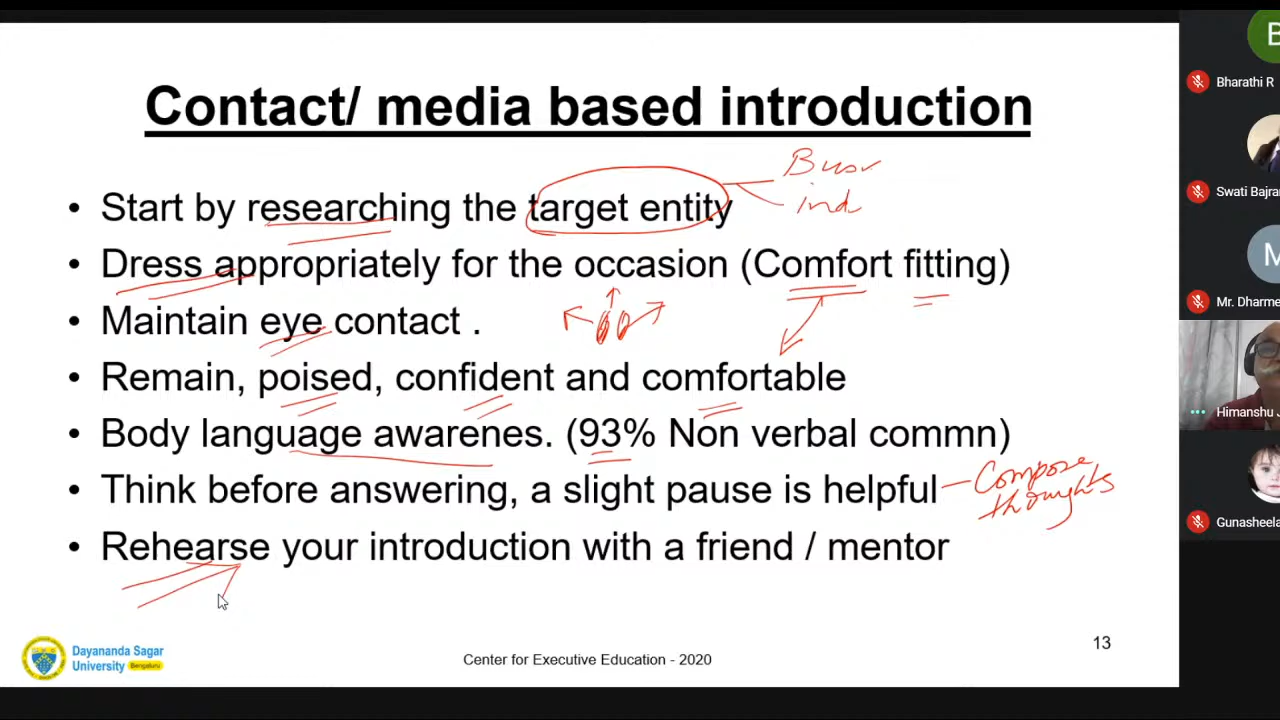 Contact/ media based introduction
• Start by researching the target entity
ind
• Dress appropriately for the occasion (Comfort fitting)
• Maintain eye contact .
• Remain, poised, confident and comfortable
• Body language awarenes. (93% Non verbal commn)
• Think before answering, a slight pause is helpful
Compose
thoughts
• Rehearse your introduction with a friend / mentor
Dayananda Sagar
University Bengaluru
Center for Executive Education - 2020
13
B
Bharathi R
Swati Bajra
M
Mr. Dharme
Himanshu J
Gunasheela